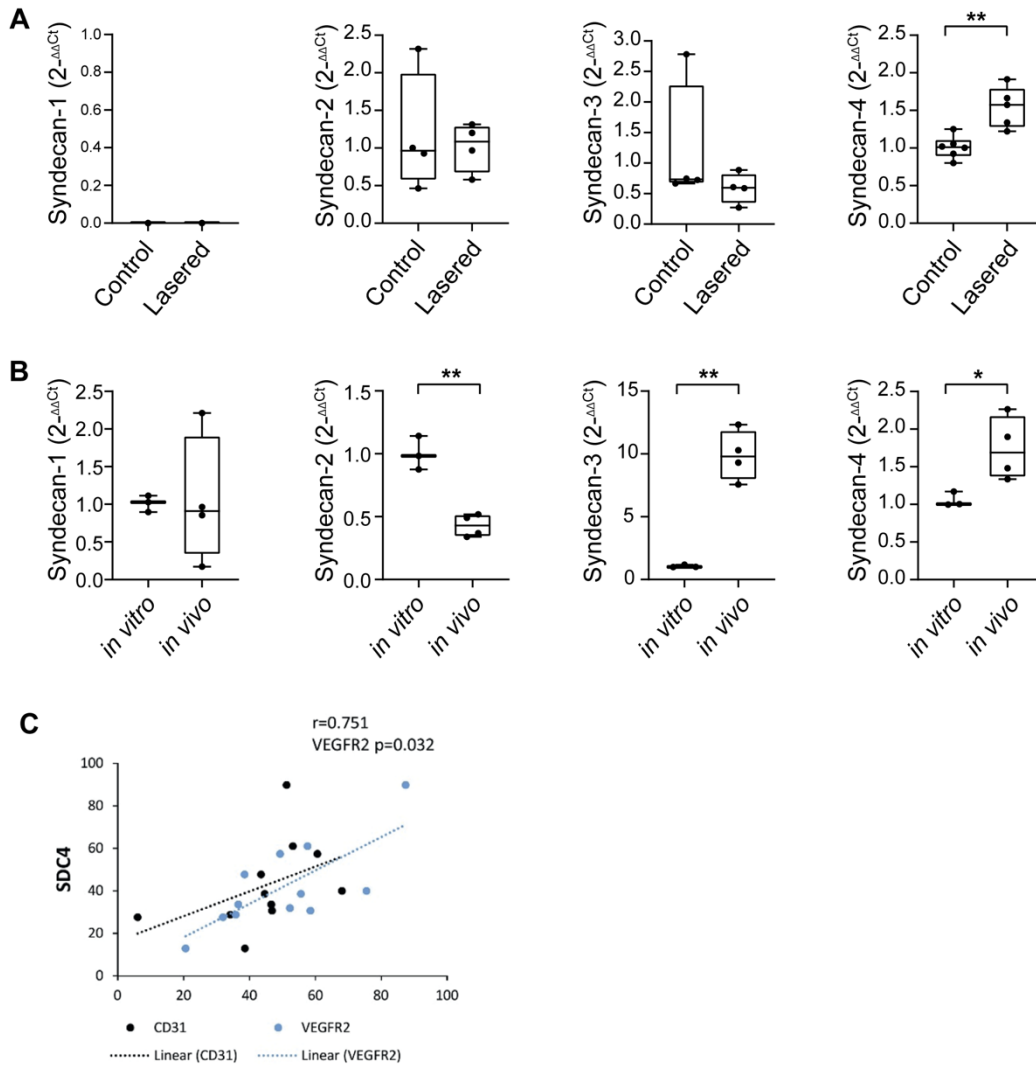 A
Syndecan-1 (2-ΔΔCt)
1.0
0.8
0.6
0.4
0.2
0.0
Control
Lasered
Syndecan-2 (2-ΔΔCt)
2.5
2.0
1.5
1.0
0.5
0.0
Control
Lasered
Syndecan-3 (2-ΔΔCt)
3.0
2.5
2.0
1.5
1.0
0.5
0.0
Control
Lasered
Syndecan-4 (2-ΔΔCt)
2.5
2.0
1.5
1.0
0.5
0.0
**
Control
Lasered
B
Syndecan-1 (2-ΔΔCt)
2.5
2.0
1.5
1.0
0.5
0.0
in vitro
in vivo
Syndecan-2 (2-ΔΔCt)
1.5
1.0
0.5
0.0
**
in vitro
in vivo
Syndecan-3 (2-ΔΔCt)
15
10
5
0
**
in vitro
in vivo
Syndecan-4 (2-ΔΔCt)
2.5
2.0
1.5
1.0
0.5
0.0
*
in vitro
in vivo
C
r=0.751
VEGFR2 p=0.032
SDC4
100
80
60
40
20
0
0 20 40 60 80 100
CD31 VEGFR2
Linear (CD31) Linear (VEGFR2)